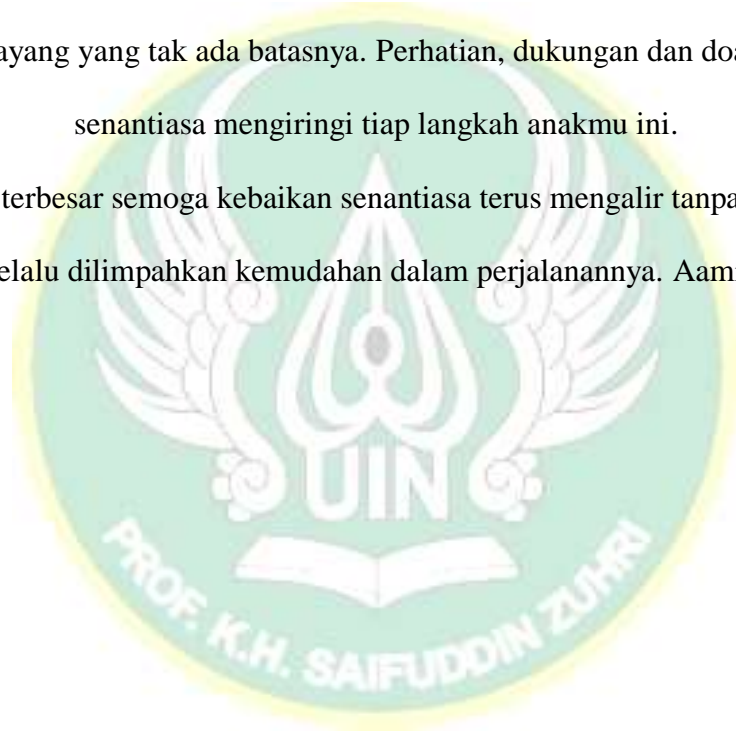 ayang yang tak ada batasnya. Perhatian, dukungan dan doa
senantiasa mengiringi tiap langkah anakmu ini.
terbesar semoga kebaikan senantiasa terus mengalir tanpa
elalu dilimpahkan kemudahan dalam perjalanannya. Aam
UIN
PROF. K.H. SAIFUDDIN ZUHRI